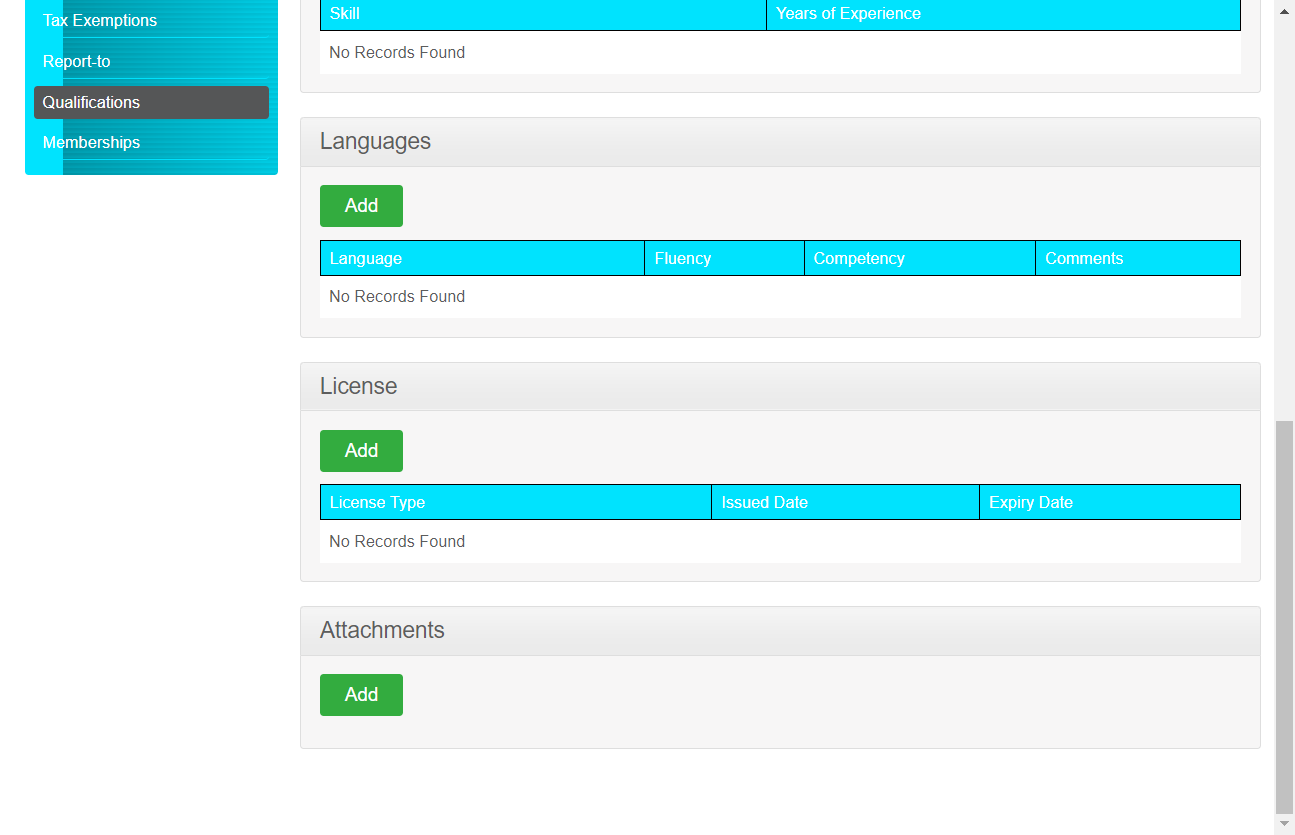 Tax Exemptions
Report-to
Qualifications
Memberships
Skill Years of Experience
No Records Found
Languages
Add
Language Fluency Competency Comments
No Records Found
License
Add
License Type Issued Date Expiry Date
No Records Found
Attachments
Add